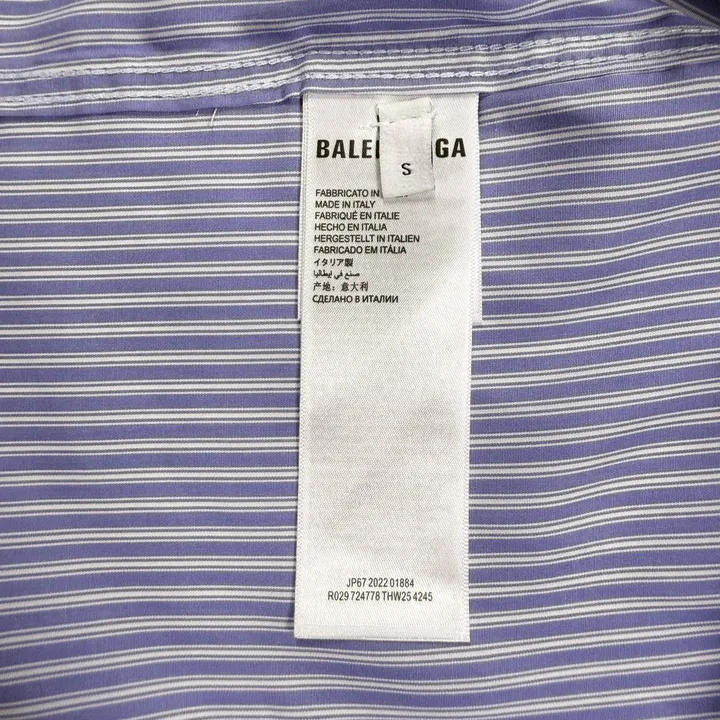 BALE GA
S
FABBRICATO IN
MADE IN ITALY
FABRIQUÉ EN ITALIE
HECHO EN ITALIA
HERGESTELLT IN ITALIEN
FABRICADO EM ITÁLIA
イタリア製
صنع في إيطاليا
产地：意大利
СДЕЛАНО В ИТАЛИИ
JP67 2022 01884
R029 724778 THW25 4245